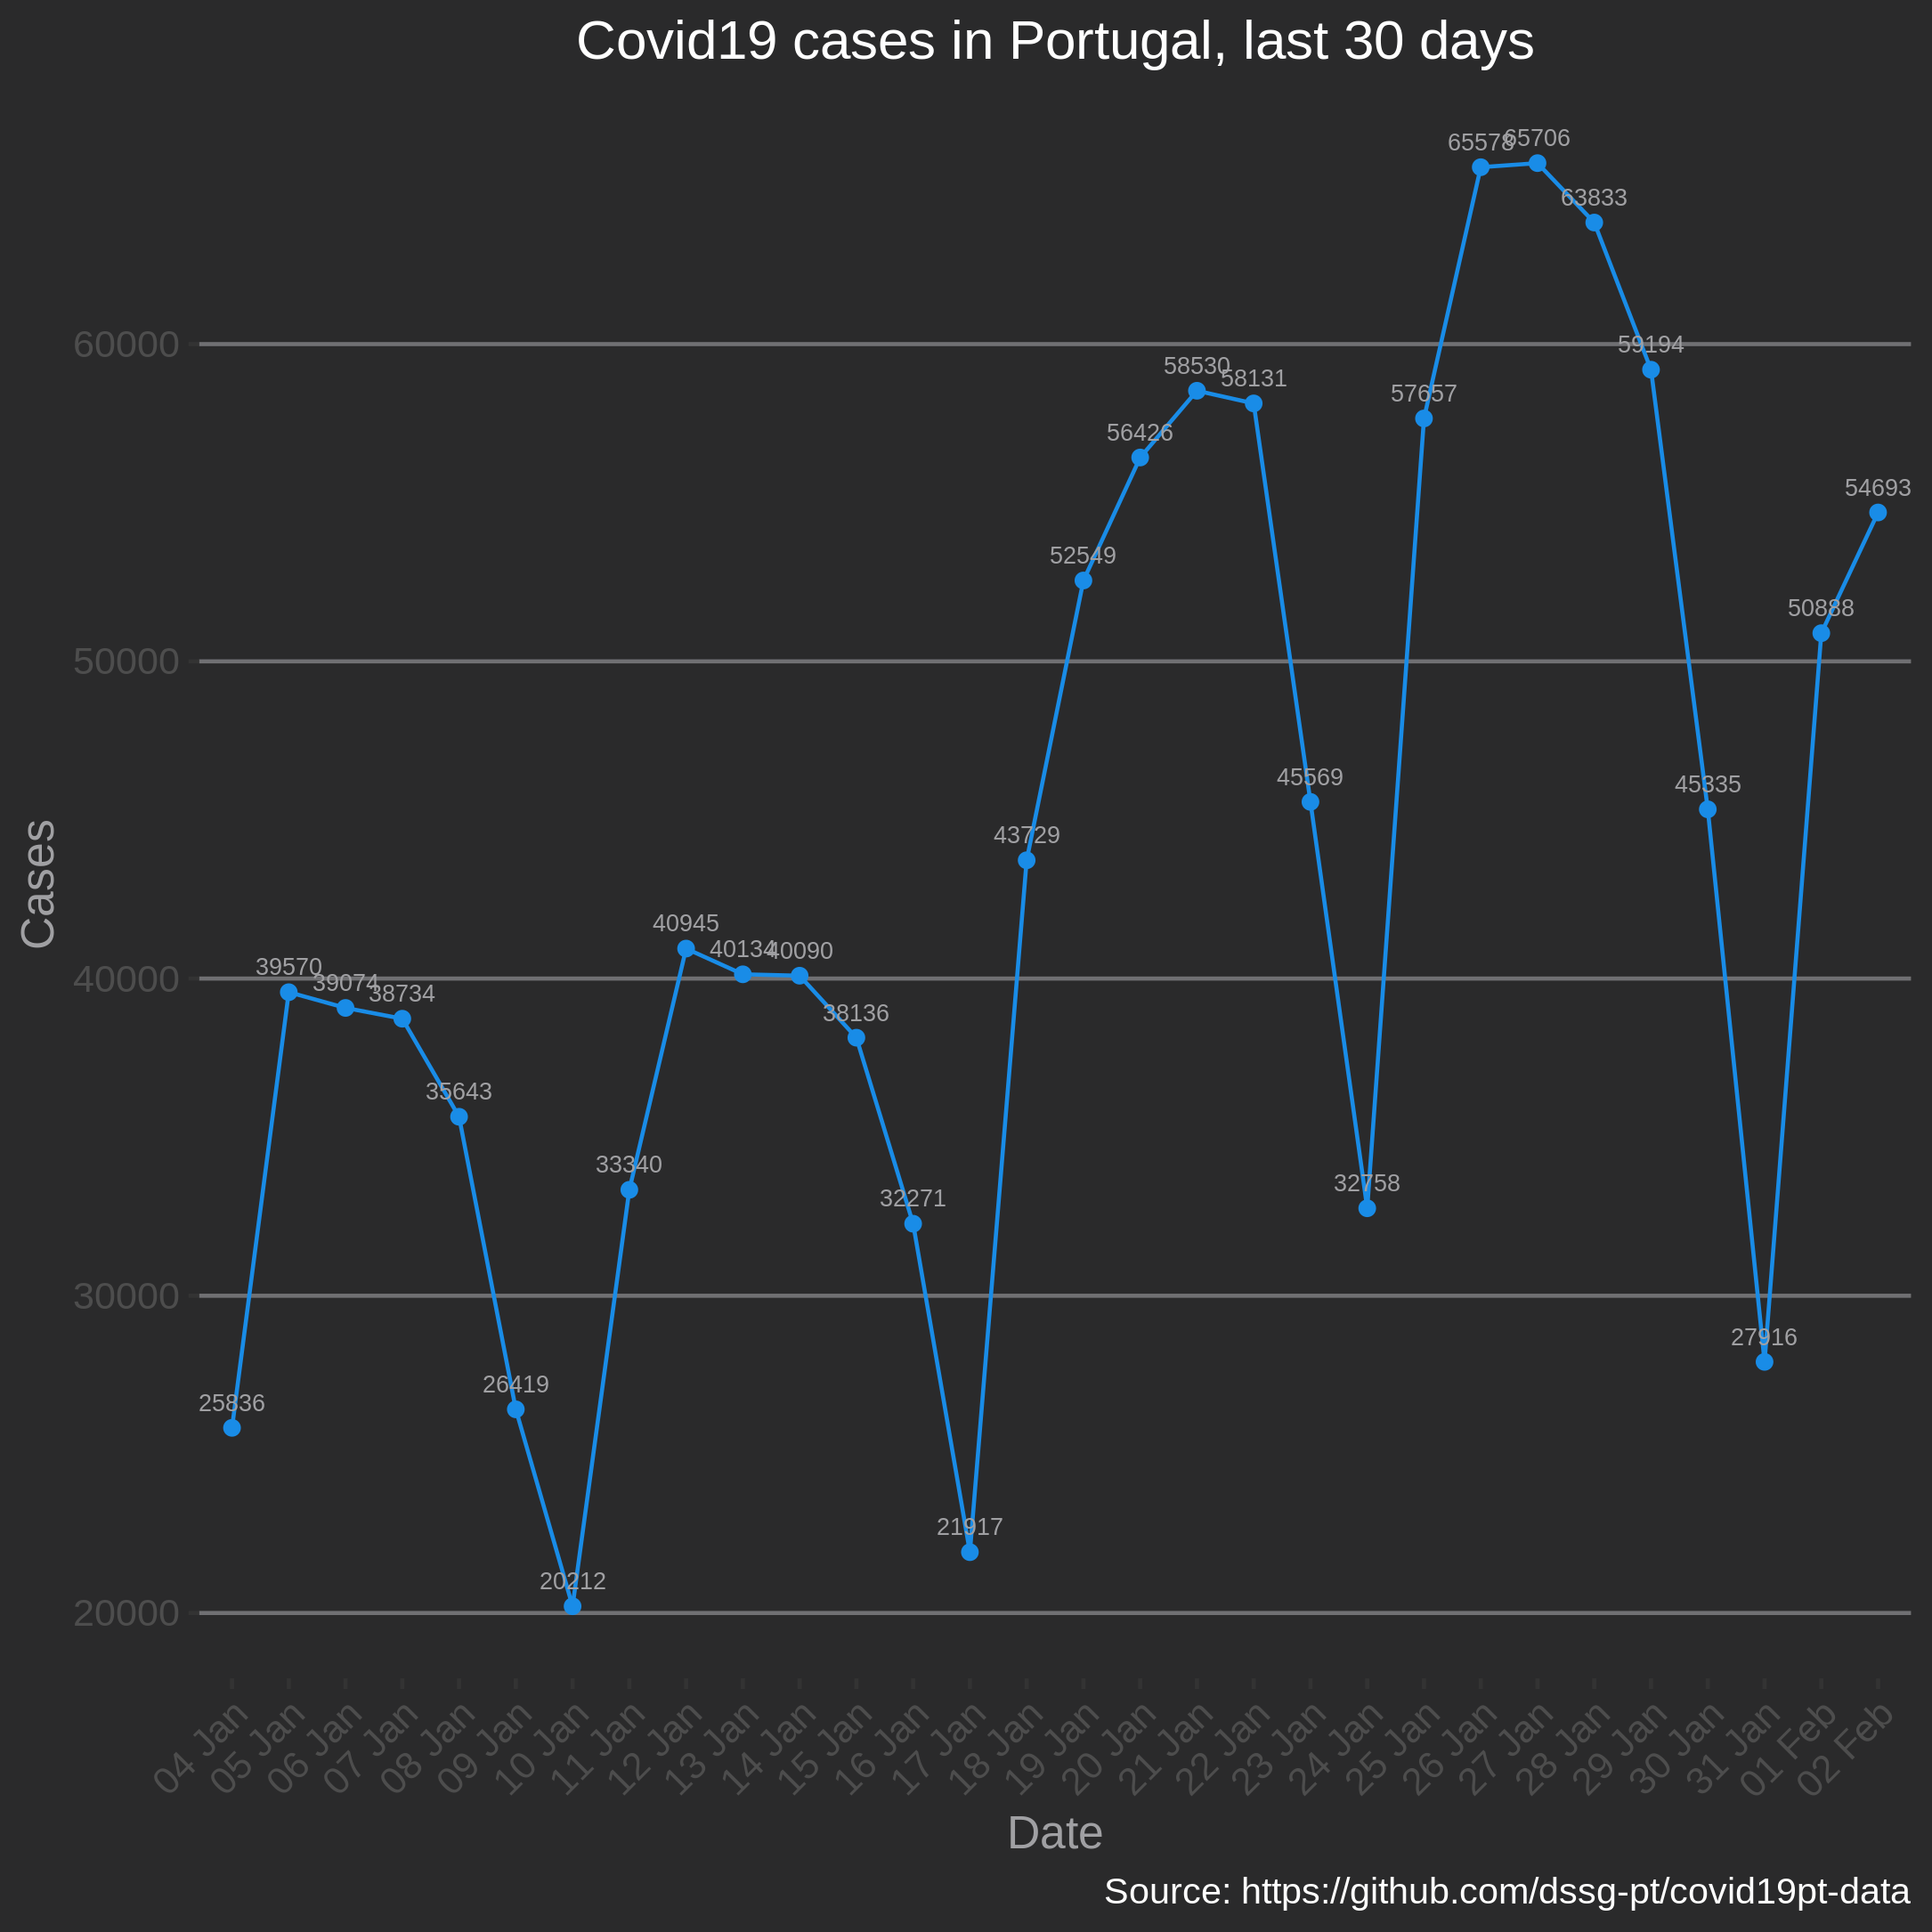 Covid19 cases in Portugal, last 30 days
65578
65706
63833
60000
59194
58530
58131
57657
56426
54693
52549
50888
50000
45569
45335
43729
Cases
40945
40134
40090
40000
39570
39074
38734
38136
35643
33340
32271
32758
30000
27916
26419
25836
21917
20212
20000
04 Jan
05 Jan
06 Jan
07 Jan
08 Jan
09 Jan
10 Jan
11 Jan
12 Jan
13 Jan
14 Jan
15 Jan
16 Jan
17 Jan
18 Jan
19 Jan
20 Jan
21 Jan
22 Jan
23 Jan
24 Jan
25 Jan
26 Jan
27 Jan
28 Jan
29 Jan
30 Jan
31 Jan
01 Feb
02 Feb
Date
Source: https://github.com/dssg-pt/covid19pt-data